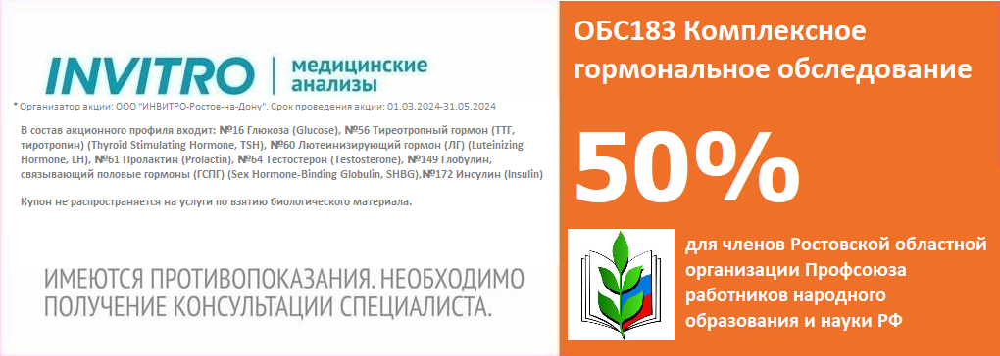 INVITRO
медицинские
анализы
* Организатор акции: ООО "ИНВИТРО-Ростов-на-Дону". Срок проведения акции: 01.03.2024-31.05.2024
В состав акционного профиля входит: №16 Глюкоза (Glucose), №56 Тиреотропный гормон (ТТГ,
тиротропин) (Thyroid Stimulating Hormone, TSH), №60 Лютеинизирующий гормон (ЛГ) (Luteinizing
Hormone, LH), №61 Пролактин (Prolactin), №64 Тестостерон (Testosterone), №149 Глобулин,
связывающий половые гормоны (ГСПГ) (Sex Hormone-Binding Globulin, SHBG),№172 Инсулин (Insulin)
Купон не распространяется на услуги по взятию биологического материала.
ИМЕЮТСЯ ПРОТИВОПОКАЗАНИЯ. НЕОБХОДИМО
ПОЛУЧЕНИЕ КОНСУЛЬТАЦИИ СПЕЦИАЛИСТА.
ОБС183 Комплексное
гормональное обследование
50%
для членов Ростовской областной
организации Профсоюза
работников народного
образования и науки РФ